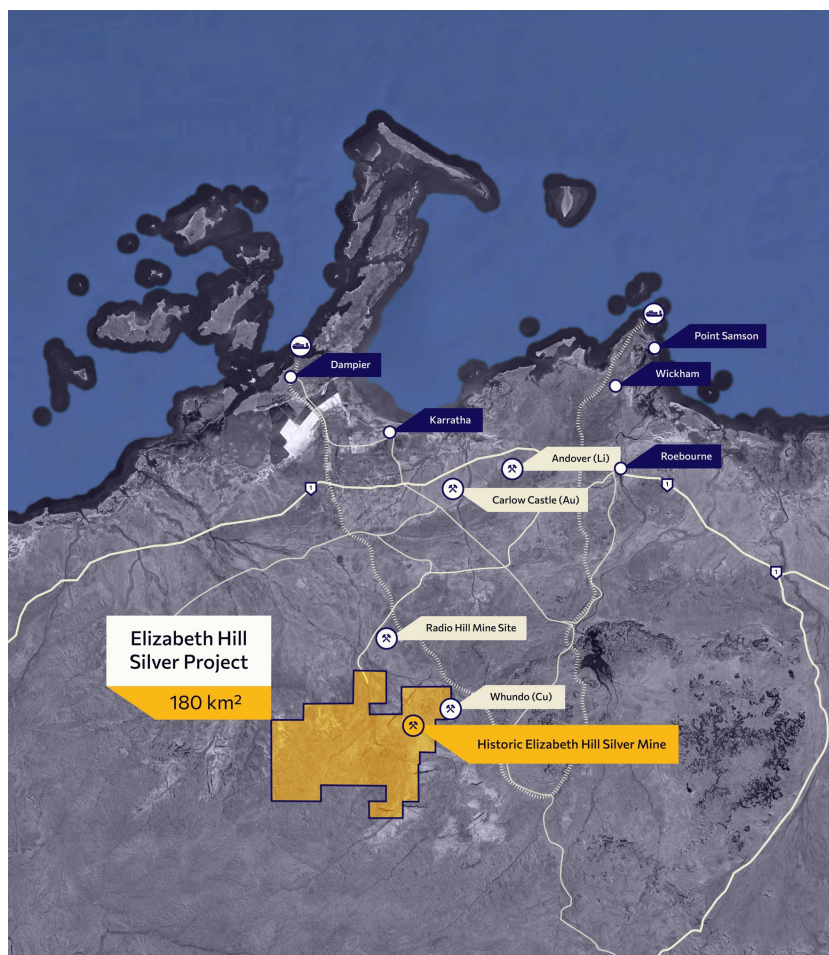 Point Samson
Dampier
Wickham
Karratha
Andover (Li)
Roebourne
Carlow Castle (Au)
1
1
1
Radio Hill Mine Site
Elizabeth Hill
Silver Project
180 km²
Whundo (Cu)
Historic Elizabeth Hill Silver Mine